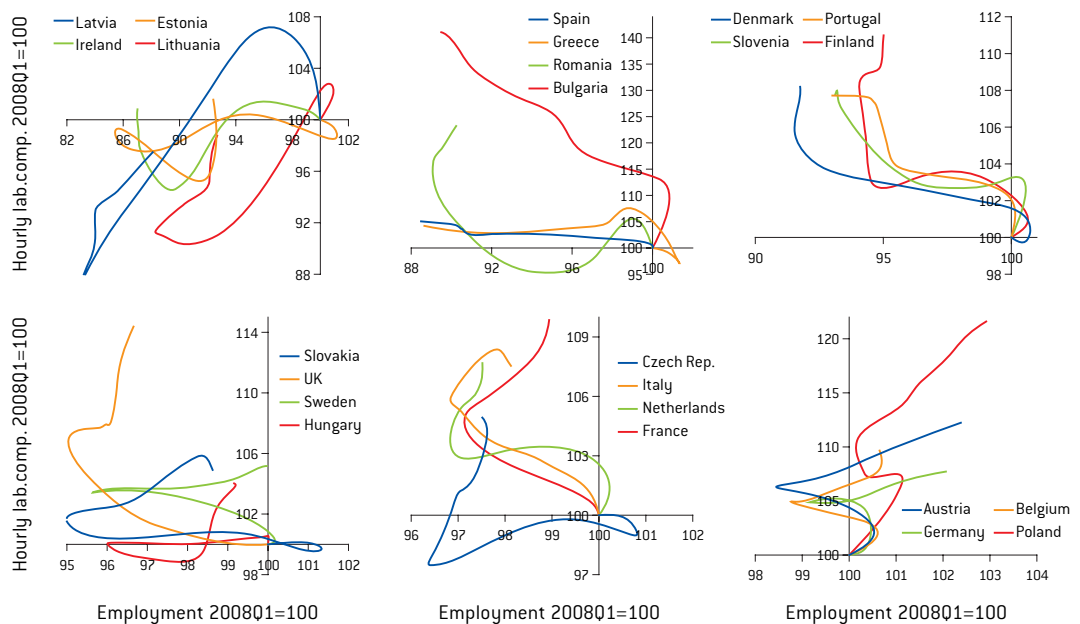 Hourly lab.comp. 2008Q1=100
Latvia
Estonia
Ireland
Lithuania
108
104
100
96
92
88
82
86
90
94
98
102
Spain
Greece
Romania
Bulgaria
140
135
130
125
120
115
110
105
100
95
88
92
96
100
Denmark
Portugal
Slovenia
Finland
112
110
108
106
104
102
100
98
90
95
100
Hourly lab.comp. 2008Q1=100
Slovakia
UK
Sweden
Hungary
114
110
106
102
98
95
96
97
98
99
100
102
Employment 2008Q1=100
Czech Rep.
Italy
Netherlands
France
109
106
103
100
97
96
97
98
99
100
101
102
Employment 2008Q1=100
Austria
Belgium
Germany
Poland
120
115
110
105
100
98
99
100
101
102
103
104
Employment 2008Q1=100